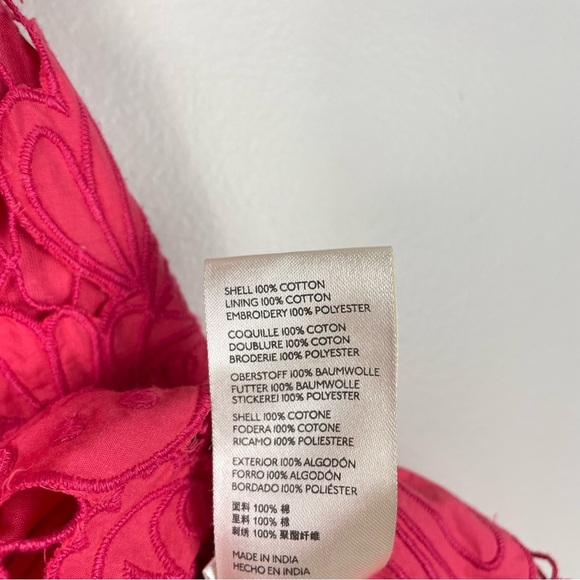 SHELL 100% COTTON
LINING 100% COTTON
EMBROIDERY 100% POLYESTER
COQUILLE 100% COTON
DOUBLURE 100% COTON
BRODERIE 100% POLYESTER
OBERSTOFF 100% BAUMWOLLE
FUTTER 100% BAUMWOLLE
STICKEREI 100% POLYESTER
SHELL 100% COTONE
FODERA 100% COTONE
RICAMO 100% POLIESTERE
EXTERIOR 100% ALGODÓN
FORRO 100% ALGODÓN
BORDADO 100% POLIÉSTER
面料 100% 棉
里料 100% 棉
刺绣 100% 聚酯纤维
MADE IN INDIA
HECHO EN INDIA